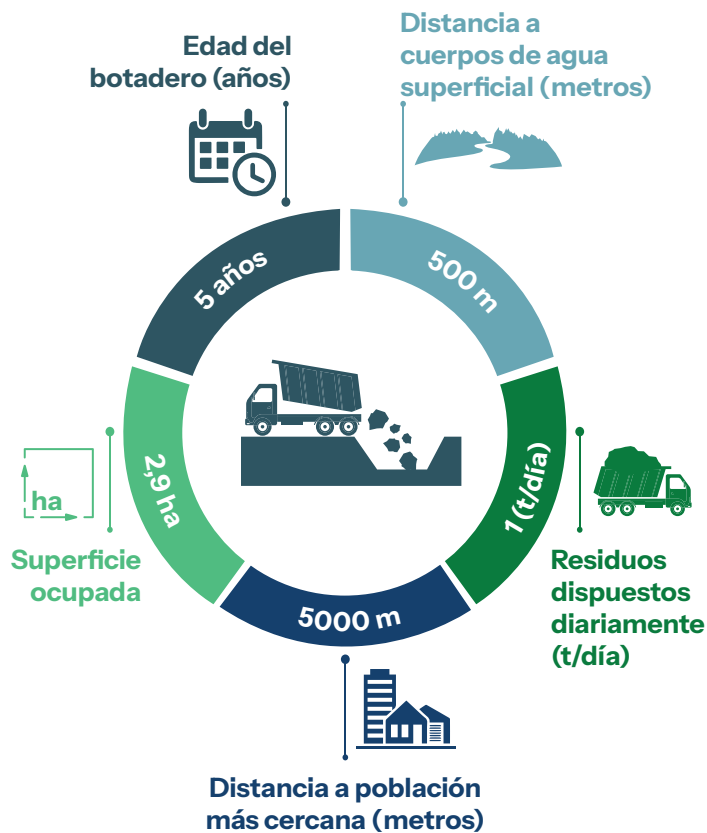 Edad del
botadero (años)
Distancia a
cuerpos de agua
superficial (metros)
5 años
500 m
2,9 ha
1 (t/día)
5000 m
ha
Superficie
ocupada
Residuos
dispuestos
diariamente
(t/día)
Distancia a población
más cercana (metros)